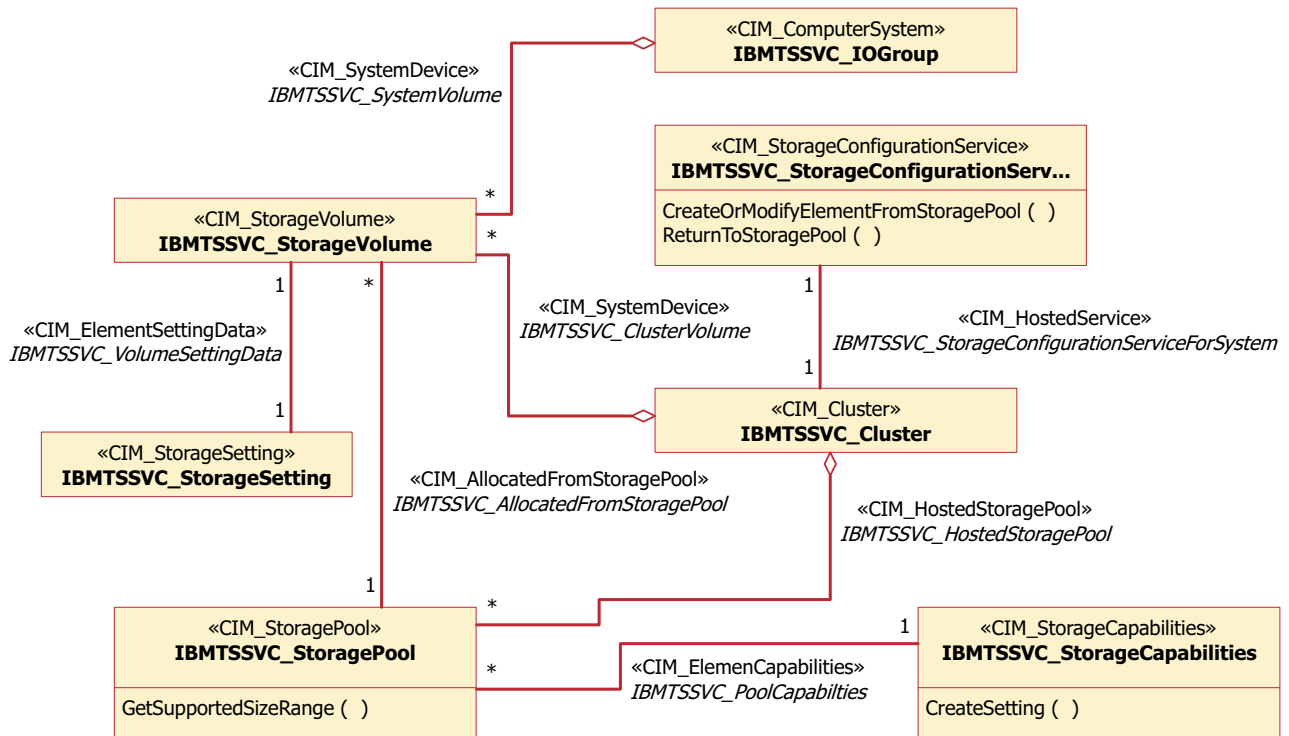 «CIM_ComputerSystem»
IBMTSSVC_IOGroup
«CIM_SystemDevice»
IBMTSSVC_SystemVolume
«CIM_StorageConfigurationService»
IBMTSSVC_StorageConfigurationServ...
CreateOrModifyElementFromStoragePool ( )
ReturnToStoragePool ( )
*
«CIM_StorageVolume»
IBMTSSVC_StorageVolume
*
1
*
1
«CIM_SystemDevice»
IBMTSSVC_ClusterVolume
«CIM_HostedService»
IBMTSSVC_StorageConfigurationServiceForSystem
«CIM_ElementSettingData»
IBMTSSVC_VolumeSettingData
1
1
«CIM_Cluster»
IBMTSSVC_Cluster
«CIM_StorageSetting»
IBMTSSVC_StorageSetting
«CIM_AllocatedFromStoragePool»
IBMTSSVC_AllocatedFromStoragePool
«CIM_HostedStoragePool»
IBMTSSVC_HostedStoragePool
1
*
«CIM_StoragePool»
IBMTSSVC_StoragePool
GetSupportedSizeRange ( )
*
«CIM_ElemenCapabilities»
IBMTSSVC_PoolCapabilties
1
«CIM_StorageCapabilities»
IBMTSSVC_StorageCapabilities
CreateSetting ( )